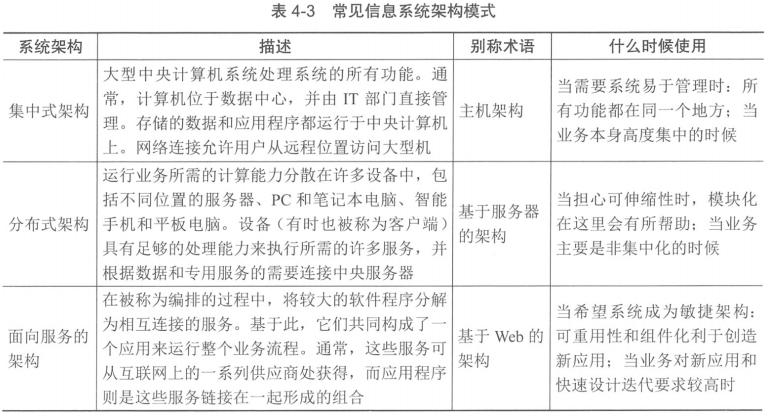 表 4-3 常见信息系统架构模式
系统架构 描述 别称术语 什么时候使用
集中式架构
大型中央计算机系统处理系统的所有功能。通
常，计算机位于数据中心，并由 IT 部门直接管
理。存储的数据和应用程序都运行于中央计算机
上。网络连接允许用户从远程位置访问大型机
主机架构
当需要系统易于管理时：所
有功能都在同一个地方；当
业务本身高度集中的时候
分布式架构
运行业务所需的计算能力分散在许多设备中，包
括不同位置的服务器、PC 和笔记本电脑、智能
手机和平板电脑。设备（有时也被称为客户端）
具有足够的处理能力来执行所需的许多服务，并
根据数据和专用服务的需要连接中央服务器
基于服务器
的架构
当担心可伸缩性时，模块化
在这里会有所帮助；当业务
主要是非集中化的时候
面向服务的
架构
在被称为编排的过程中，将较大的软件程序分解
为相互连接的服务。基于此，它们共同构成了一
个应用来运行整个业务流程。通常，这些服务可
从互联网上的一系列供应商处获得，而应用程序
则是这些服务链接在一起形成的组合
基于 Web 的
架构
当希望系统成为敏捷架构：
可重用性和组件化利于创造
新应用；当业务对新应用和
快速设计迭代要求较高时